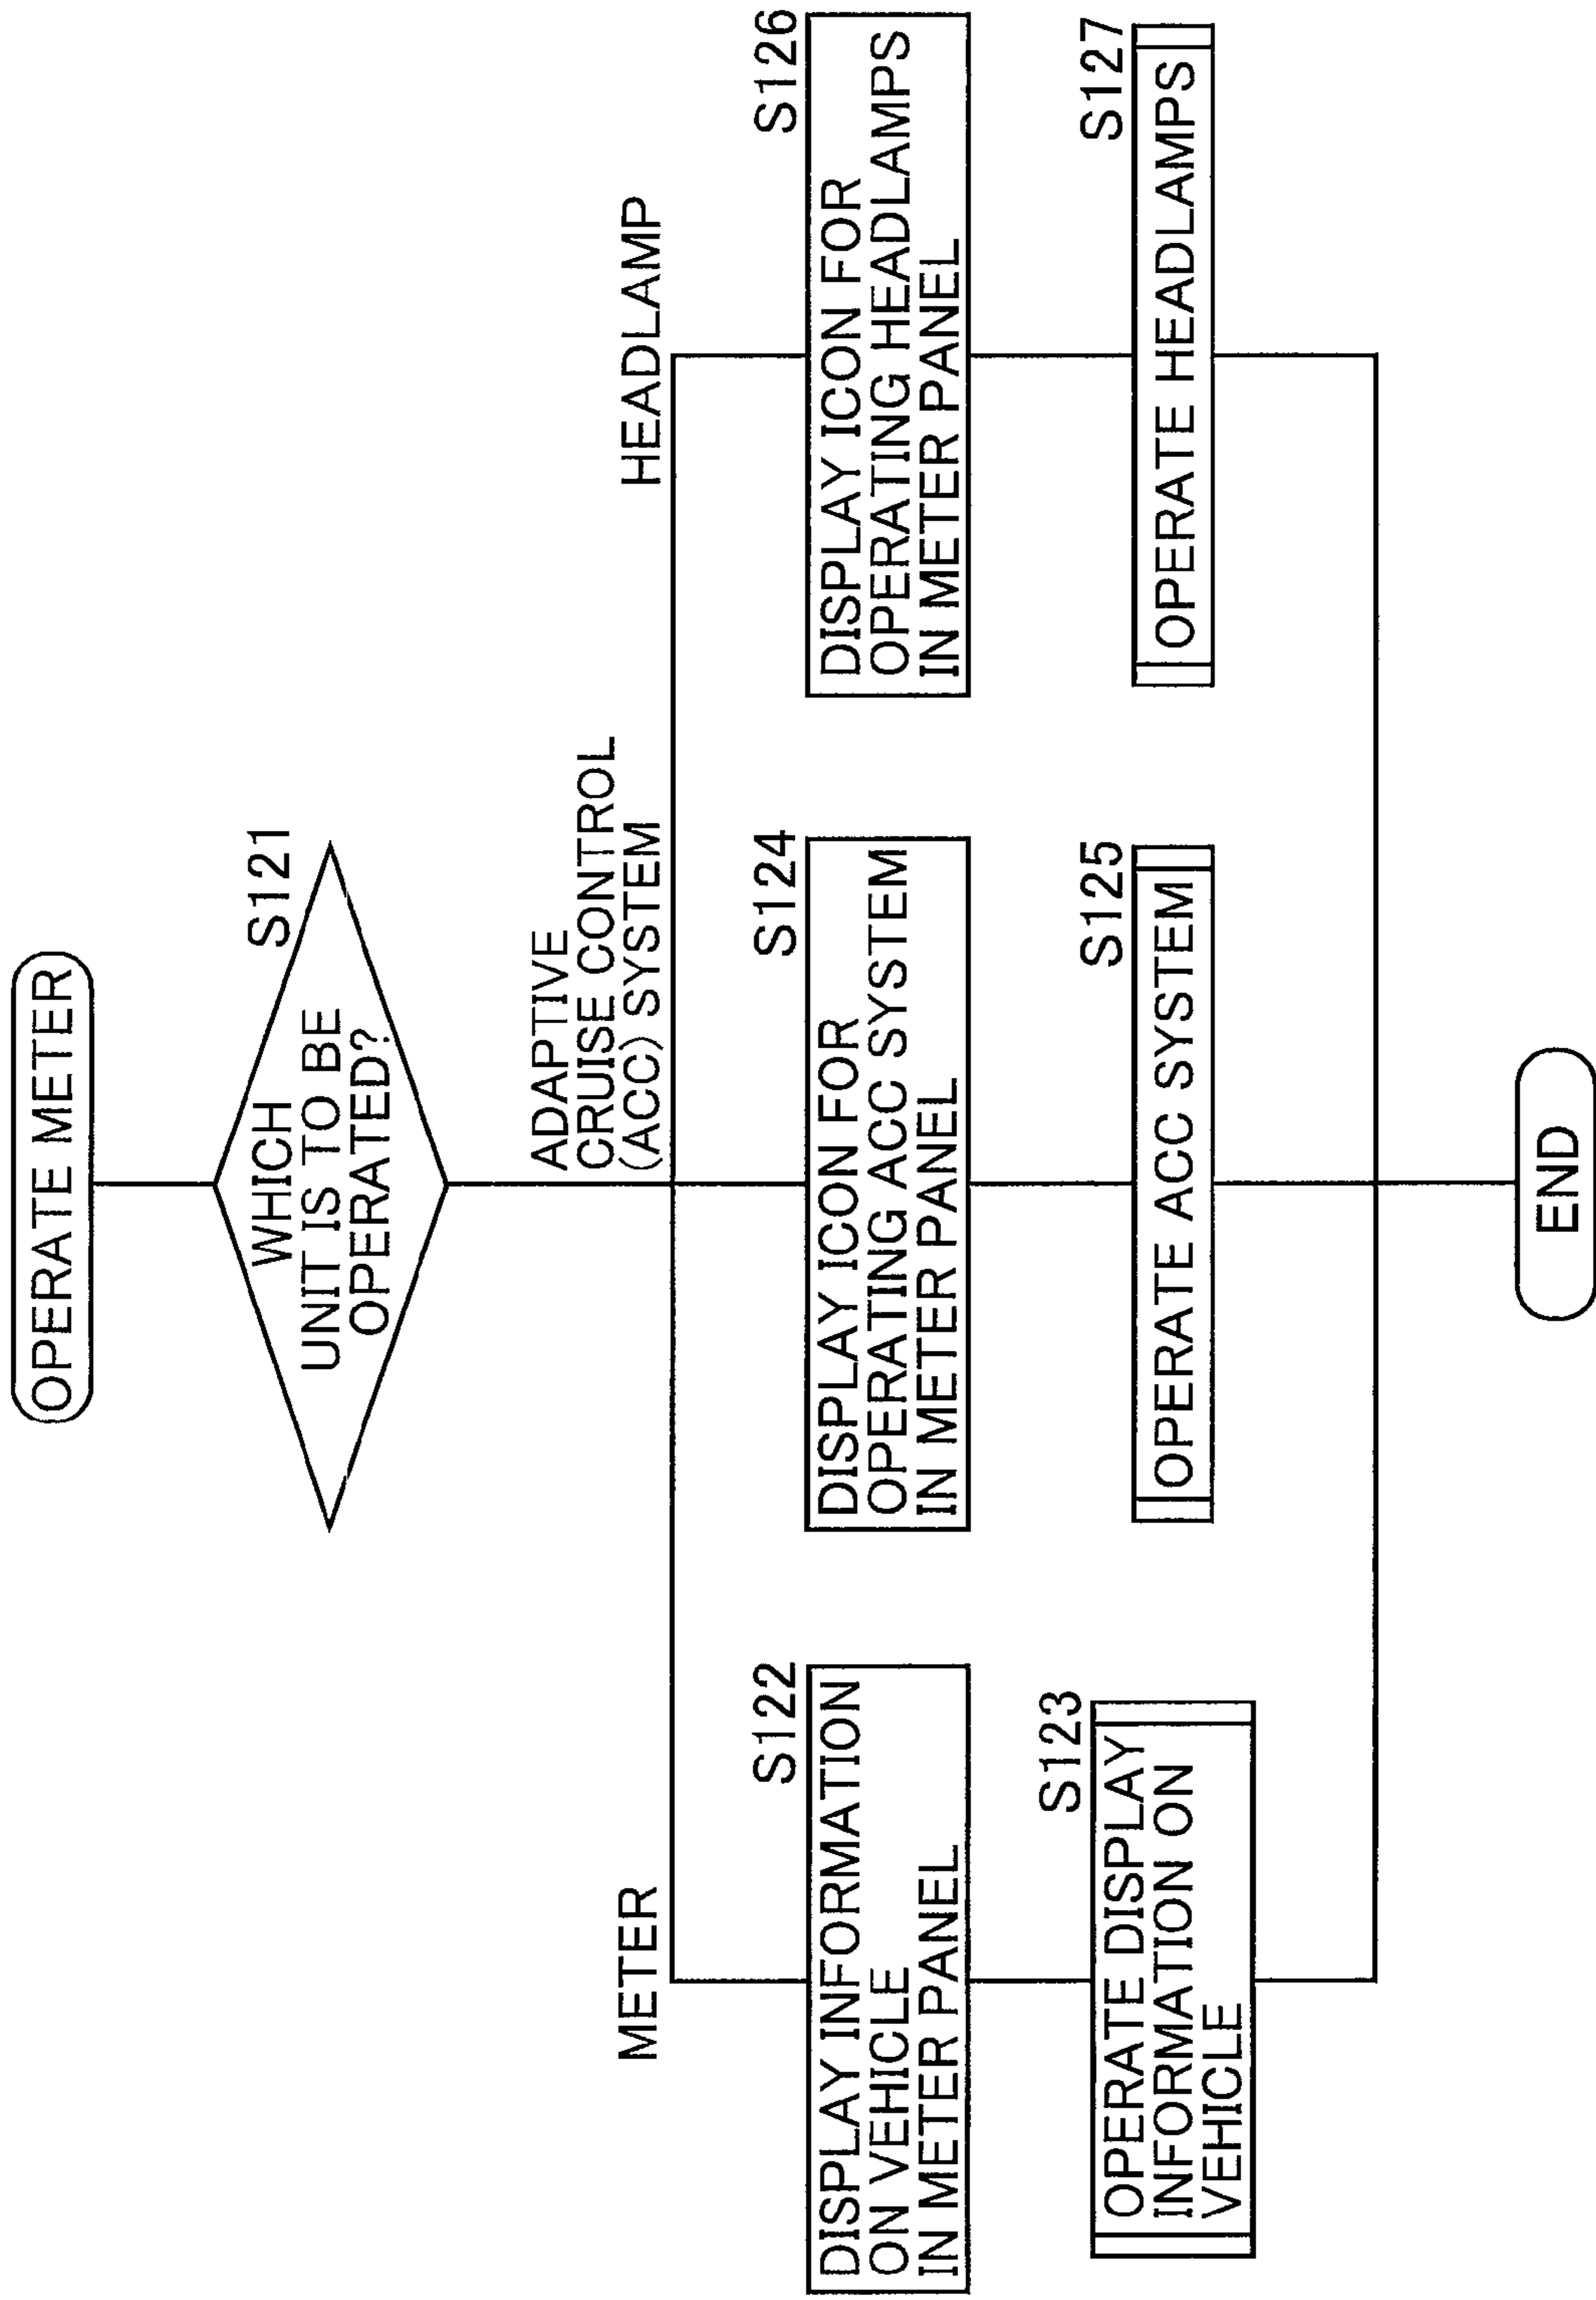 OPERATE METER
S121
WHICH
UNIT IS TO BE
OPERATED?
METER
ADAPTIVE
CRUISE CONTROL
(ACC) SYSTEM
HEADLAMP
S122
DISPLAY INFORMATION
ON VEHICLE
IN METER PANEL
S124
DISPLAY ICON FOR
OPERATING ACC SYSTEM
IN METER PANEL
S126
DISPLAY ICON FOR
OPERATING HEADLAMPS
IN METER PANEL
S123
OPERATE DISPLAY
INFORMATION ON
VEHICLE
S125
OPERATE ACC SYSTEM
S127
OPERATE HEADLAMPS
END